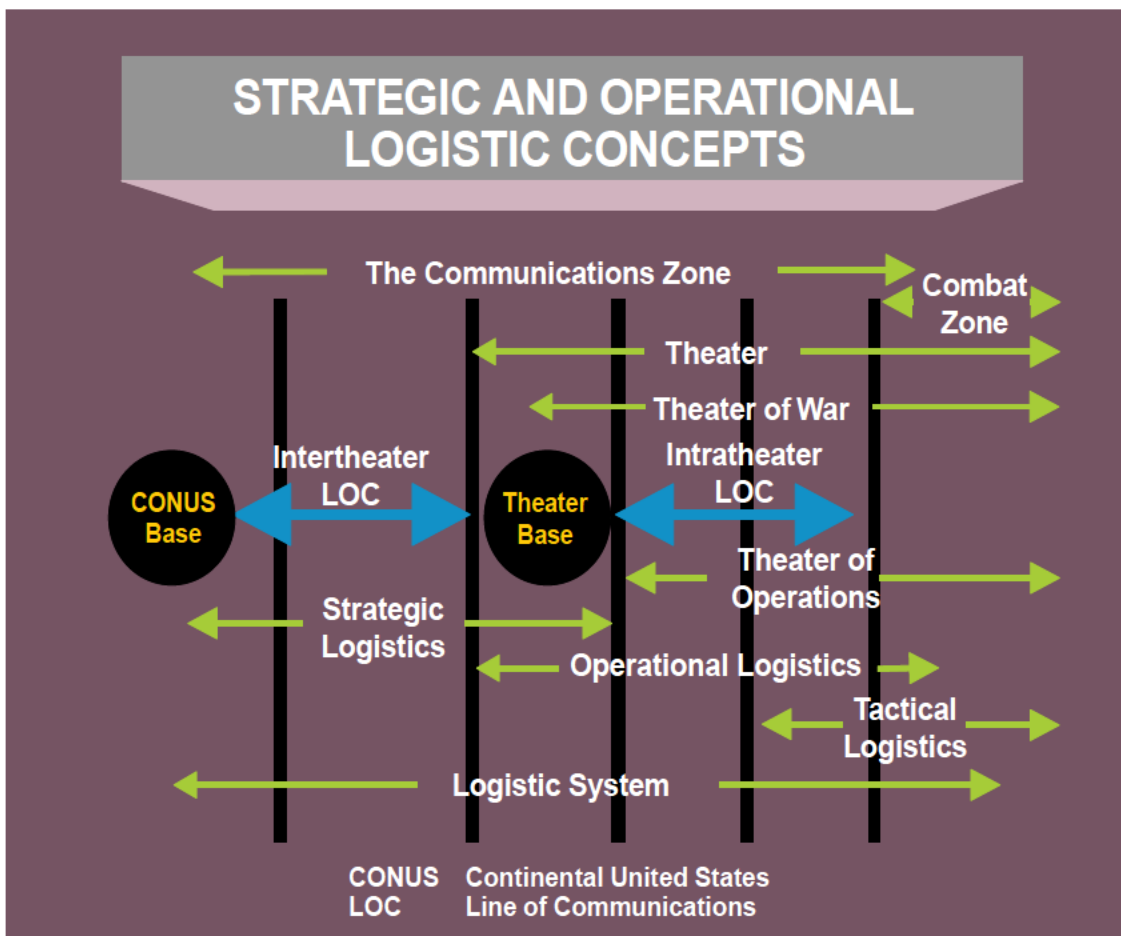 STRATEGIC AND OPERATIONAL
LOGISTIC CONCEPTS
The Communications Zone
Combat
Zone
Theater
Theater of War
Intertheater
LOC
Intratheater
LOC
CONUS
Base
Theater
Base
Theater of
Operations
Strategic
Logistics
Operational Logistics
Tactical
Logistics
Logistic System
CONUS Continental United States
LOC Line of Communications